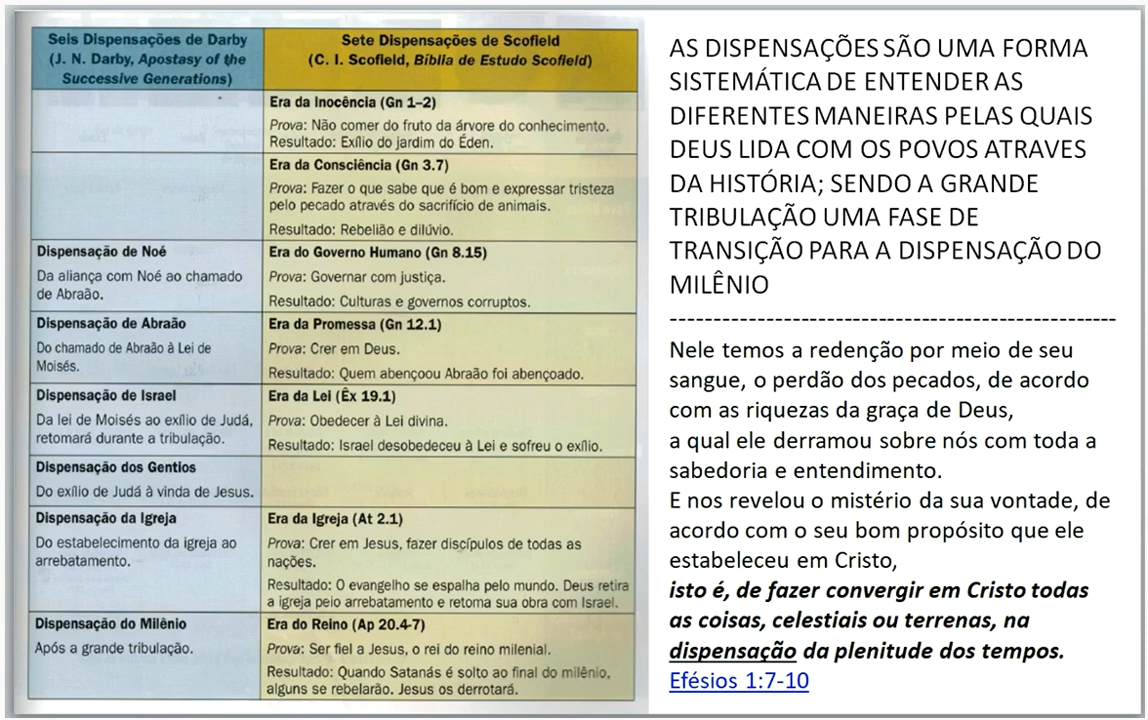 Seis Dispensações de Darby
(J. N. Darby, Apostasy of the
Successive Generations)
Sete Dispensações de Scofield
(C. I. Scofield, Bíblia de Estudo Scofield)
Era da Inocência (Gn 1–2)
Prova: Não comer do fruto da árvore do conhecimento.
Resultado: Exílio do jardim do Éden.
Era da Consciência (Gn 3.7)
Prova: Fazer o que sabe que é bom e expressar tristeza
pelo pecado através do sacrifício de animais.
Resultado: Rebelião e dilúvio.
Dispensação de Noé
Da aliança com Noé ao chamado
de Abraão.
Era do Governo Humano (Gn 8.15)
Prova: Governar com justiça.
Resultado: Culturas e governos corruptos.
Dispensação de Abraão
Do chamado de Abraão à Lei de
Moisés.
Era da Promessa (Gn 12.1)
Prova: Crer em Deus.
Resultado: Quem abençoou Abraão foi abençoado.
Dispensação de Israel
Da lei de Moisés ao exílio de Judá,
retomará durante a tribulação.
Era da Lei (Êx 19.1)
Prova: Obedecer à Lei divina.
Resultado: Israel desobedeceu à Lei e sofreu o exílio.
Dispensação dos Gentios
Do exílio de Judá à vinda de Jesus.
Dispensação da Igreja
Do estabelecimento da igreja ao
arrebatamento.
Era da Igreja (At 2.1)
Prova: Crer em Jesus, fazer discípulos de todas as
nações.
Resultado: O evangelho se espalha pelo mundo. Deus retira
a igreja pelo arrebatamento e retoma sua obra com Israel.
Dispensação do Milênio
Após a grande tribulação.
Era do Reino (Ap 20.4-7)
Prova: Ser fiel a Jesus, o rei do reino milenial.
Resultado: Quando Satanás é solto ao final do milênio,
alguns se rebelarão. Jesus os derrotará.
AS DISPENSAÇÕES SÃO UMA FORMA
SISTEMÁTICA DE ENTENDER AS
DIFERENTES MANEIRAS PELAS QUAIS
DEUS LIDA COM OS POVOS ATRAVES
DA HISTÓRIA; SENDO A GRANDE
TRIBULAÇÃO UMA FASE DE
TRANSIÇÃO PARA A DISPENSAÇÃO DO
MILÊNIO
-----------------------------------------------------
Nele temos a redenção por meio de seu
sangue, o perdão dos pecados, de acordo
com as riquezas da graça de Deus,
a qual ele derramou sobre nós com toda a
sabedoria e entendimento.
E nos revelou o mistério da sua vontade, de
acordo com o seu bom propósito que ele
estabeleceu em Cristo,
isto é, de fazer convergir em Cristo todas
as coisas, celestiais ou terrenas, na
dispensação da plenitude dos tempos.
Efésios 1:7-10